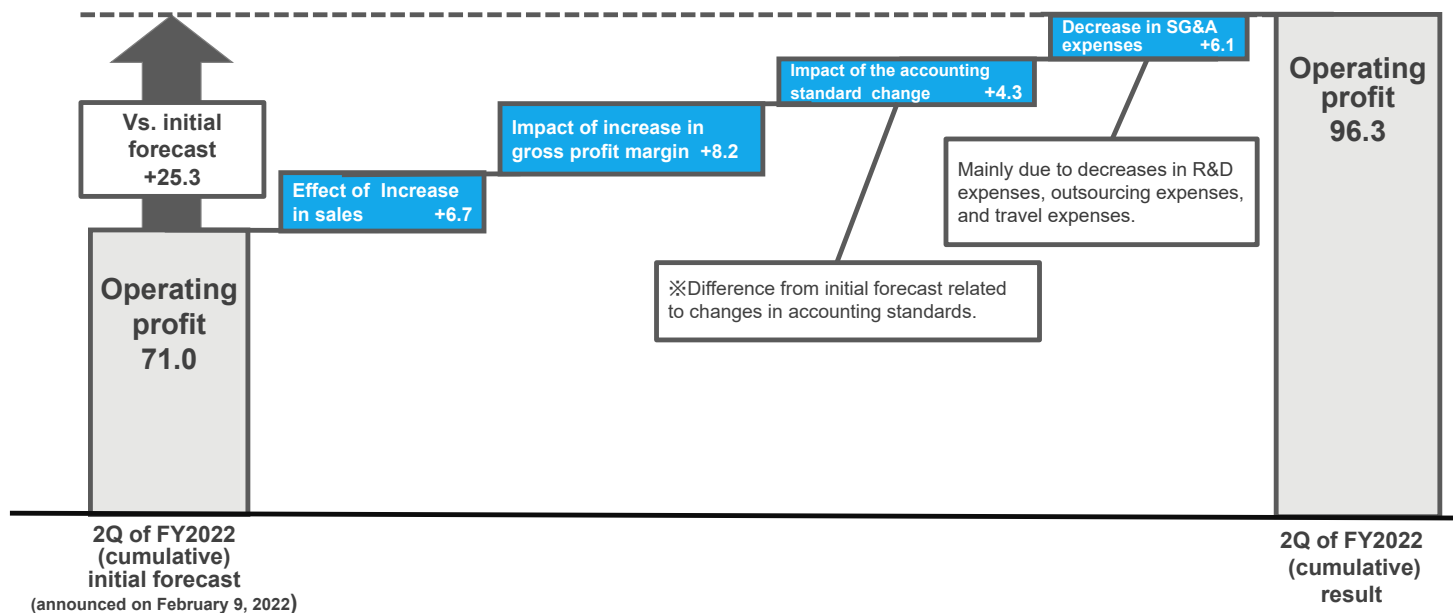 Vs. initial
forecast
+25.3
Operating
profit
71.0
Effect of Increase
in sales +6.7
Impact of increase in
gross profit margin +8.2
Impact of the accounting
standard change +4.3
Decrease in SG&A
expenses +6.1
※Difference from initial forecast related
to changes in accounting standards.
Mainly due to decreases in R&D
expenses, outsourcing expenses,
and travel expenses.
Operating
profit
96.3
2Q of FY2022
(cumulative)
initial forecast
(announced on February 9, 2022)
2Q of FY2022
(cumulative)
result